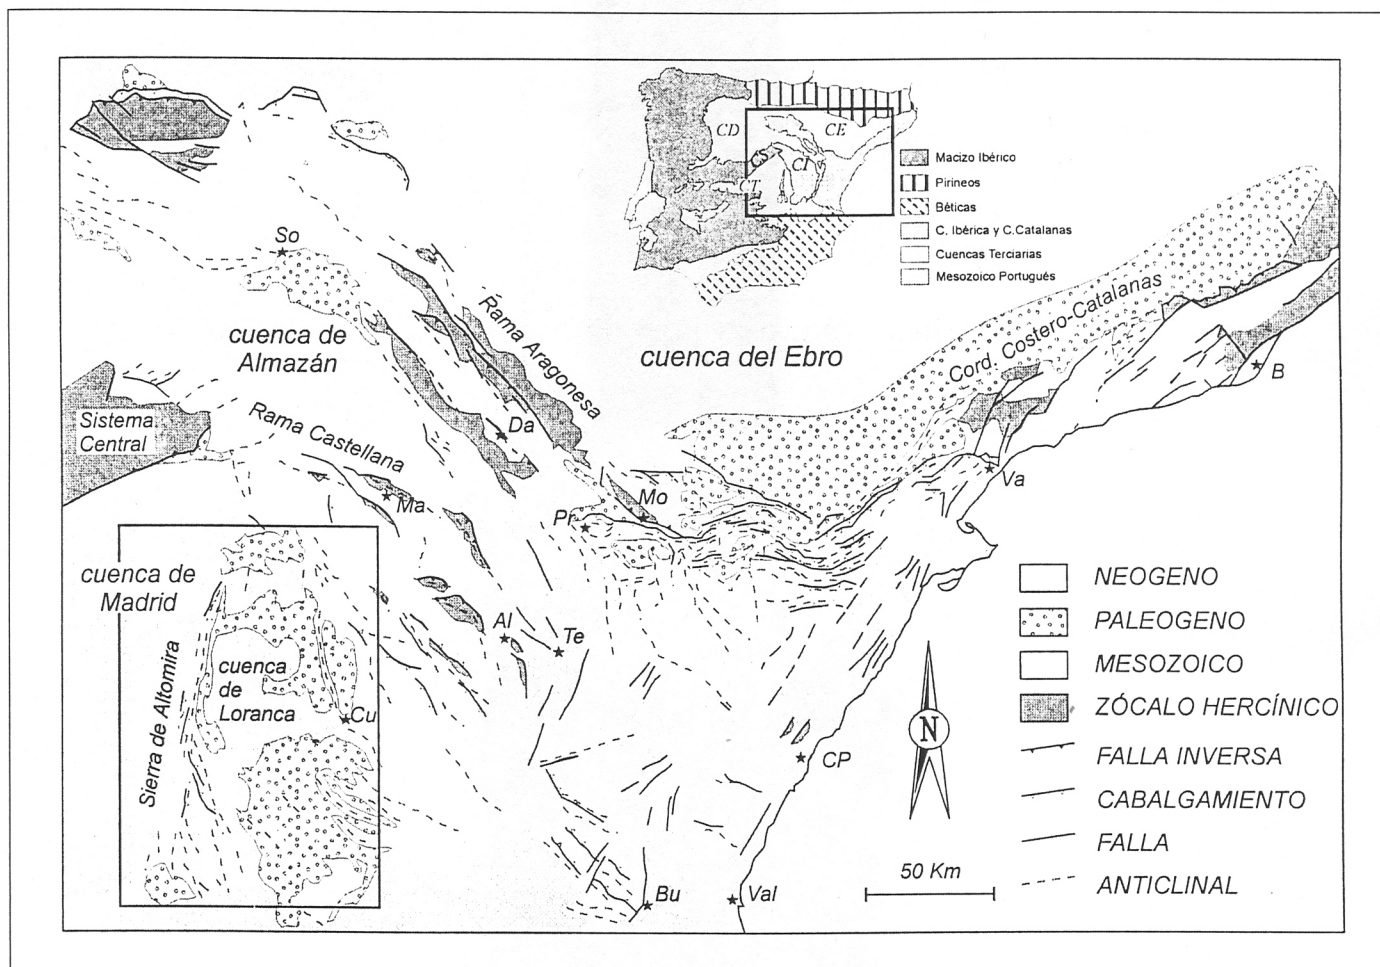 CD
CE
CS
CI
CT
Macizo Ibérico
Pirineos
Béticas
C. Ibérica y C.Catalanas
Cuencas Terciarias
Mesozoico Portugués
So
cuenca de
Almazán
Rama Aragonesa
cuenca del Ebro
Cord. Costero-Catalanas
B
Sistema
Central
Rama Castellana
Da
Ma
Mo
Pr
Va
cuenca de
Madrid
Al
Te
Sierra de Altomira
cuenca
de
Loranca
Cu
CP
Bu
Val
N
50 Km
NEOGENO
PALEOGENO
MESOZOICO
ZÓCALO HERCÍNICO
FALLA INVERSA
CABALGAMIENTO
FALLA
ANTICLINAL